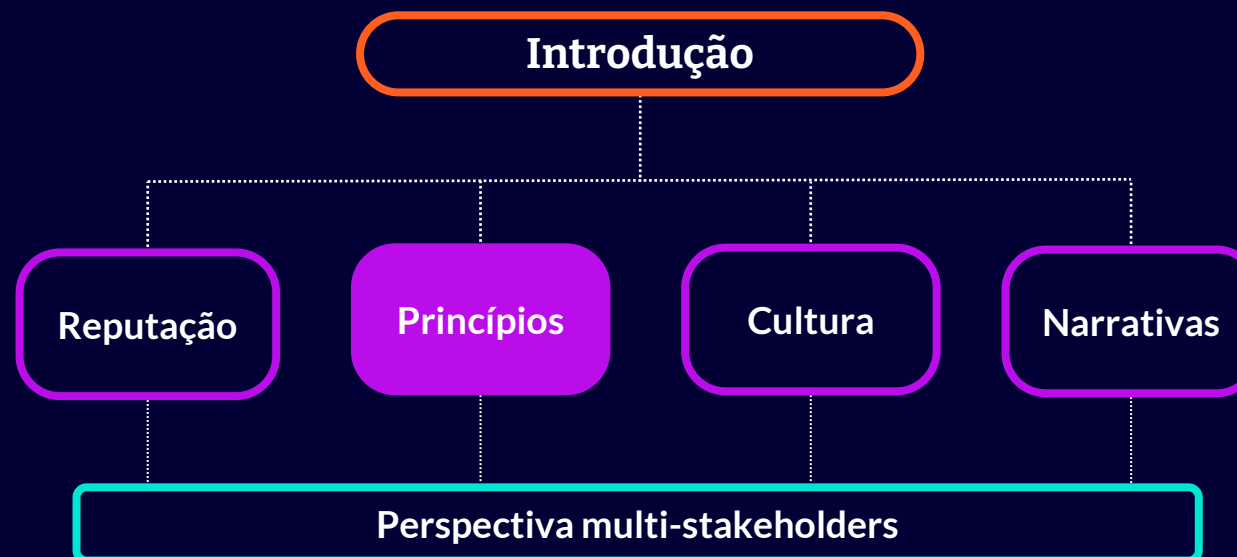 Introdução
Reputação
Princípios
Cultura
Narrativas
Perspectiva multi-stakeholders